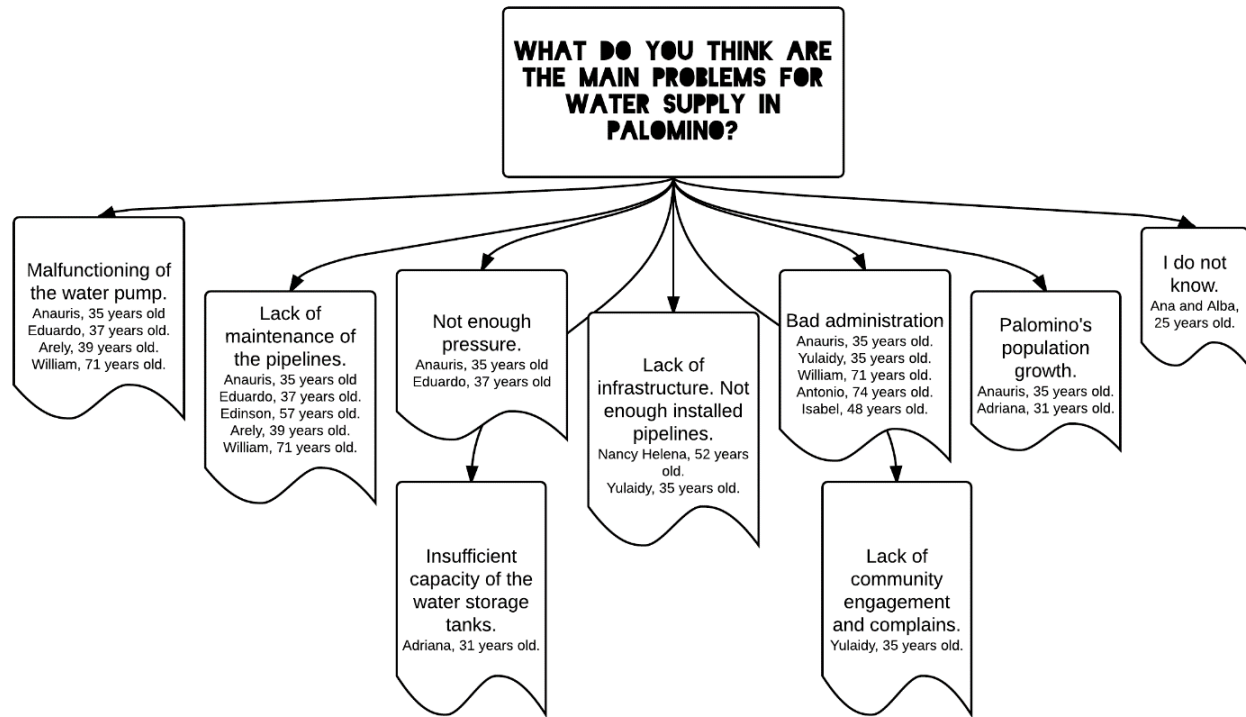 WHAT DO YOU THINK ARE
THE MAIN PROBLEMS FOR
WATER SUPPLY IN
PALOMINO?
Malfunctioning of
the water pump.
Anauris, 35 years old
Eduardo, 37 years old.
Arely, 39 years old.
William, 71 years old.
Lack of
maintenance of
the pipelines.
Anauris, 35 years old
Eduardo, 37 years old.
Edinson, 57 years old.
Arely, 39 years old.
William, 71 years old.
Not enough
pressure.
Anauris, 35 years old
Eduardo, 37 years old
Lack of
infrastructure. Not
enough installed
pipelines.
Nancy Helena, 52 years
old.
Yulaidy, 35 years old.
Bad administration
Anauris, 35 years old.
Yulaidy, 35 years old.
William, 71 years old.
Antonio, 74 years old.
Isabel, 48 years old.
Palomino's
population
growth.
Anauris, 35 years old.
Adriana, 31 years old.
I do not
know.
Ana and Alba,
25 years old.
Insufficient
capacity of the
water storage
tanks.
Adriana, 31 years old.
Lack of
community
engagement
and complains.
Yulaidy, 35 years old.